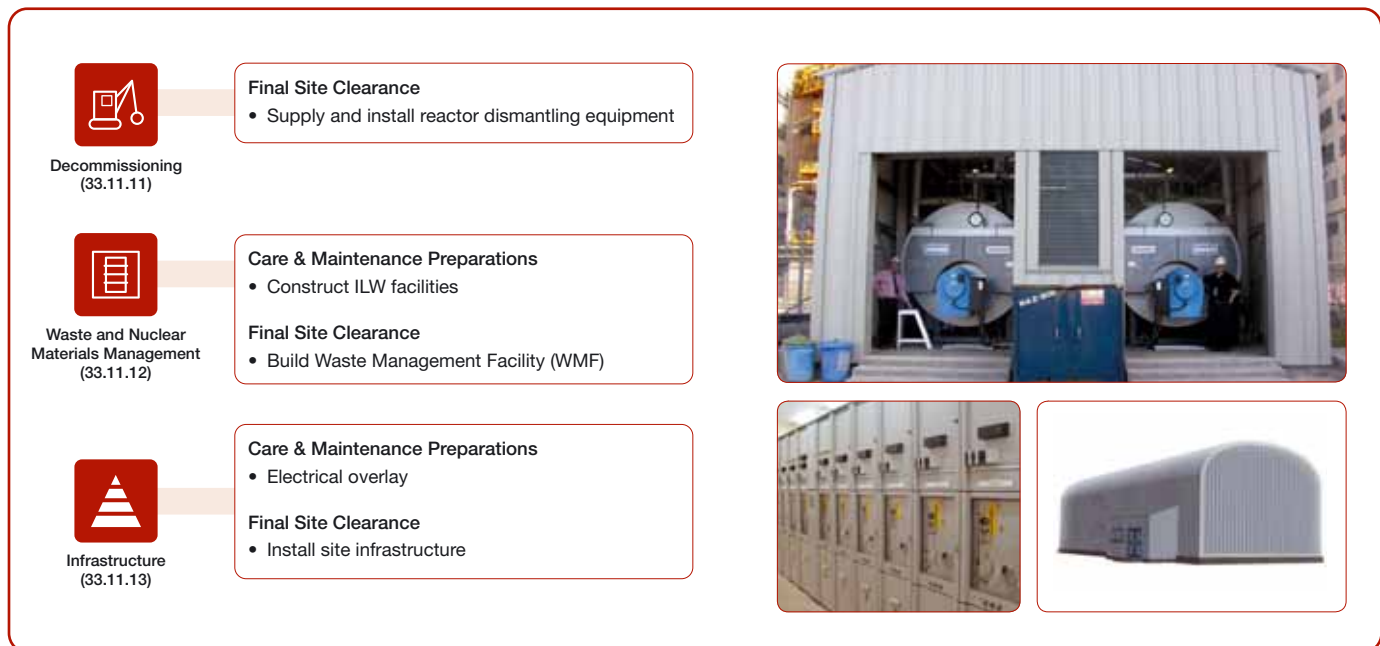 Final Site Clearance
• Supply and install reactor dismantling equipment
Decommissioning
(33.11.11)
Care & Maintenance Preparations
• Construct ILW facilities
Final Site Clearance
• Build Waste Management Facility (WMF)
Waste and Nuclear
Materials Management
(33.11.12)
Care & Maintenance Preparations
• Electrical overlay
Final Site Clearance
• Install site infrastructure
Infrastructure
(33.11.13)